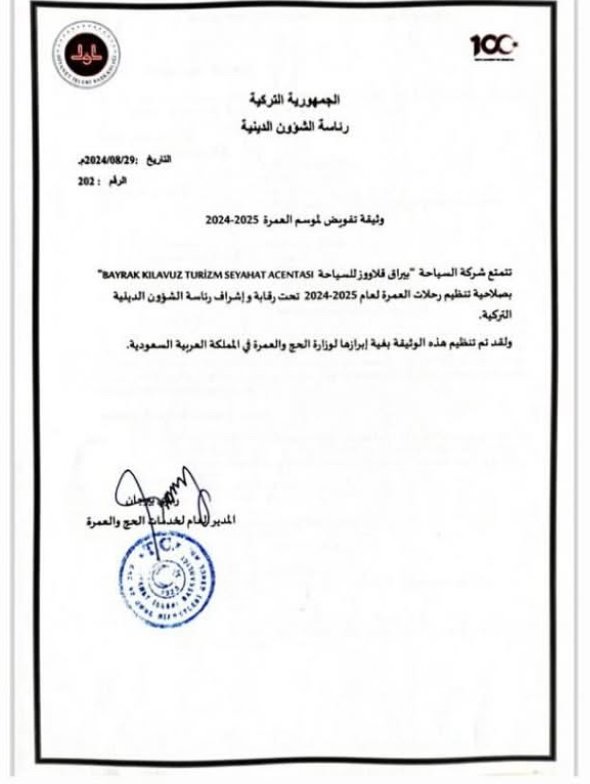 100
الجمهورية التركية
رئاسة الشؤون الدينية
التاريخ :2024/08/29م.
الرقم : 202
وثيقة تفويض لموسم العمرة 2025-2024
تتمتع شركة السياحة "بيراق قلاووز للسياحة BAYRAK KILAVUZ TURİZM SEYAHAT ACENTASI"
بصلاحية تنظيم رحلات العمرة لعام 2025-2024 تحت رقابة و إشراف رئاسة الشؤون الدينية
التركية.
ولقد تم تنظيم هذه الوثيقة بغية إبرازها لوزارة الحج والعمرة في المملكة العربية السعودية.
المدير العام لخدمات الحج والعمرة
T.C.